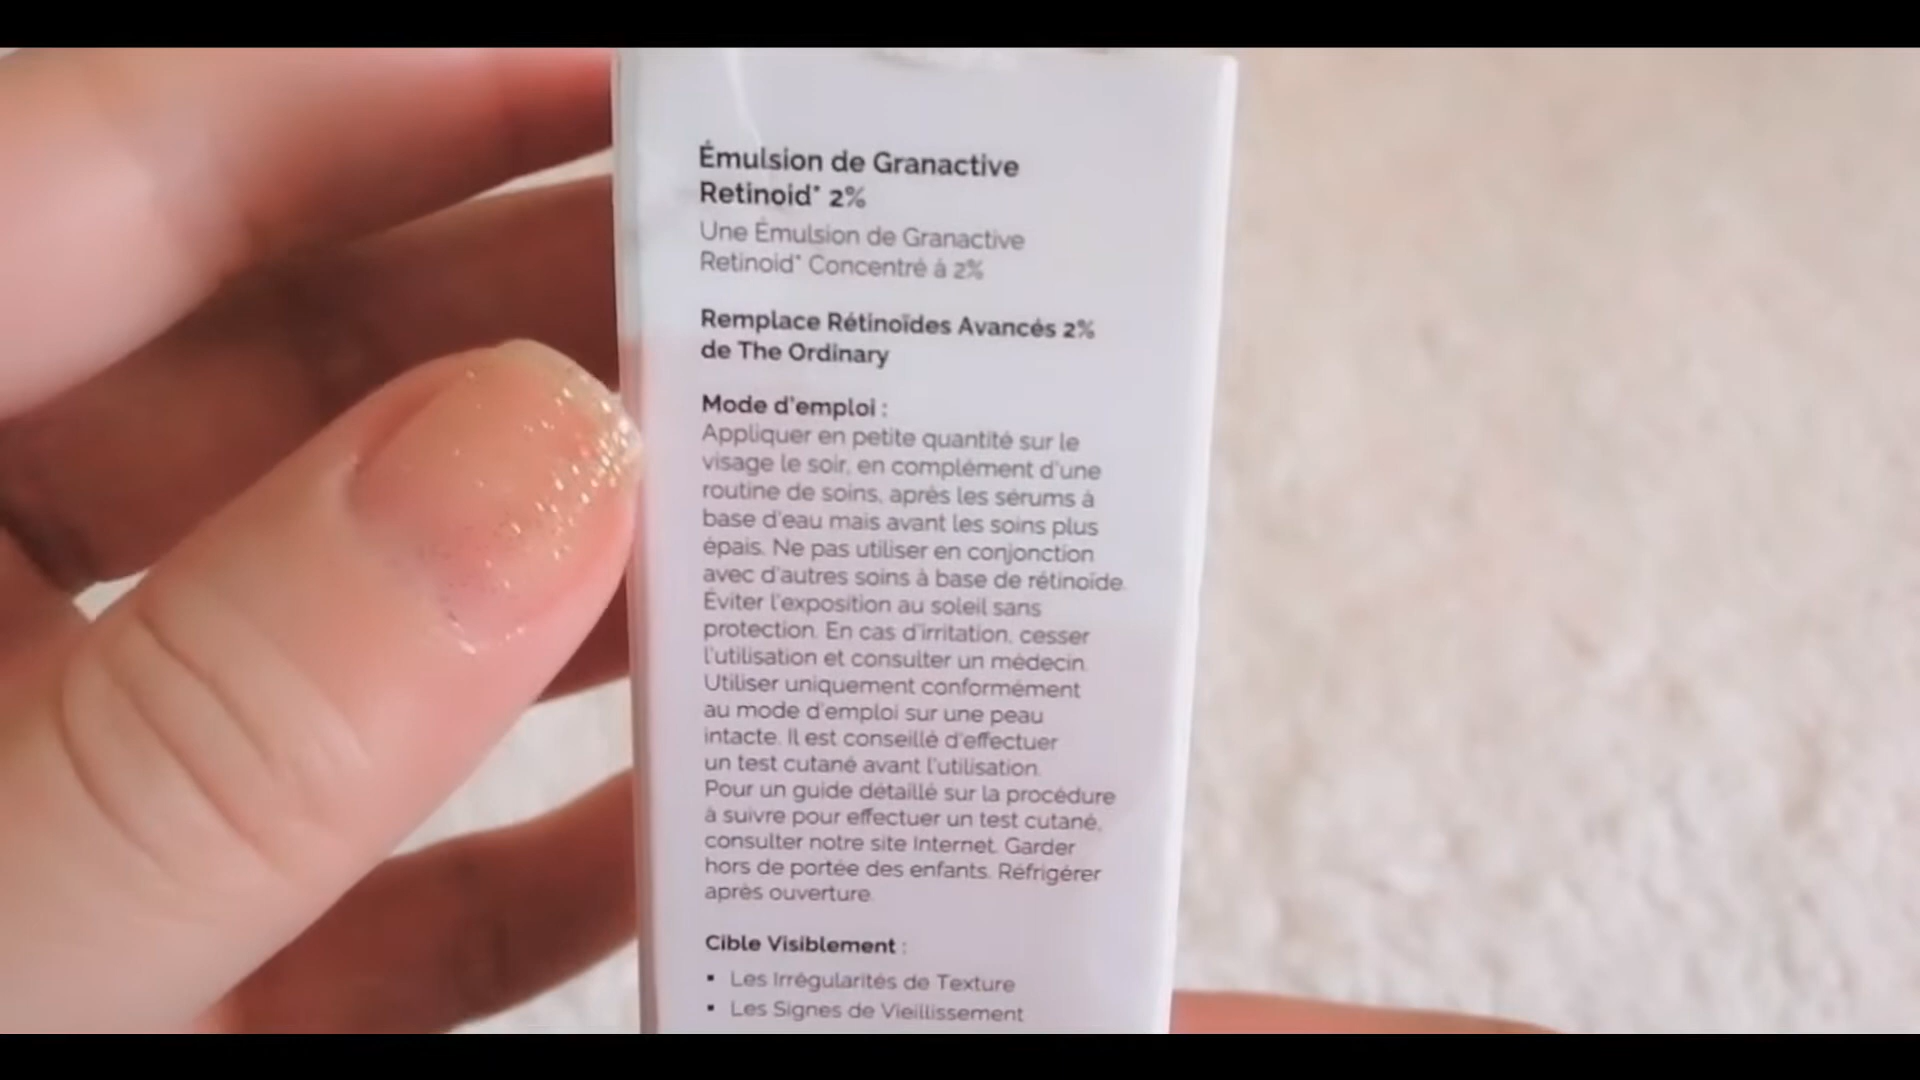 Émulsion de Granactive
Retinoid* 2%
Une Émulsion de Granactive
Retinoid* Concentré à 2%
Remplace Rétinoïdes Avancés 2%
de The Ordinary
Mode d'emploi :
Appliquer en petite quantité sur le
visage le soir, en complément d'une
routine de soins, après les sérums à
base d'eau mais avant les soins plus
épais. Ne pas utiliser en conjonction
avec d'autres soins à base de rétinoïde.
Éviter l'exposition au soleil sans
protection. En cas d'irritation, cesser
l'utilisation et consulter un médecin.
Utiliser uniquement conformément
au mode d'emploi sur une peau
intacte. Il est conseillé d'effectuer
un test cutané avant l'utilisation.
Pour un guide détaillé sur la procédure
à suivre pour effectuer un test cutané,
consulter notre site Internet. Garder
hors de portée des enfants. Réfrigérer
après ouverture.
Cible Visiblement :
▪ Les Irrégularités de Texture
▪ Les Signes de Vieillissement